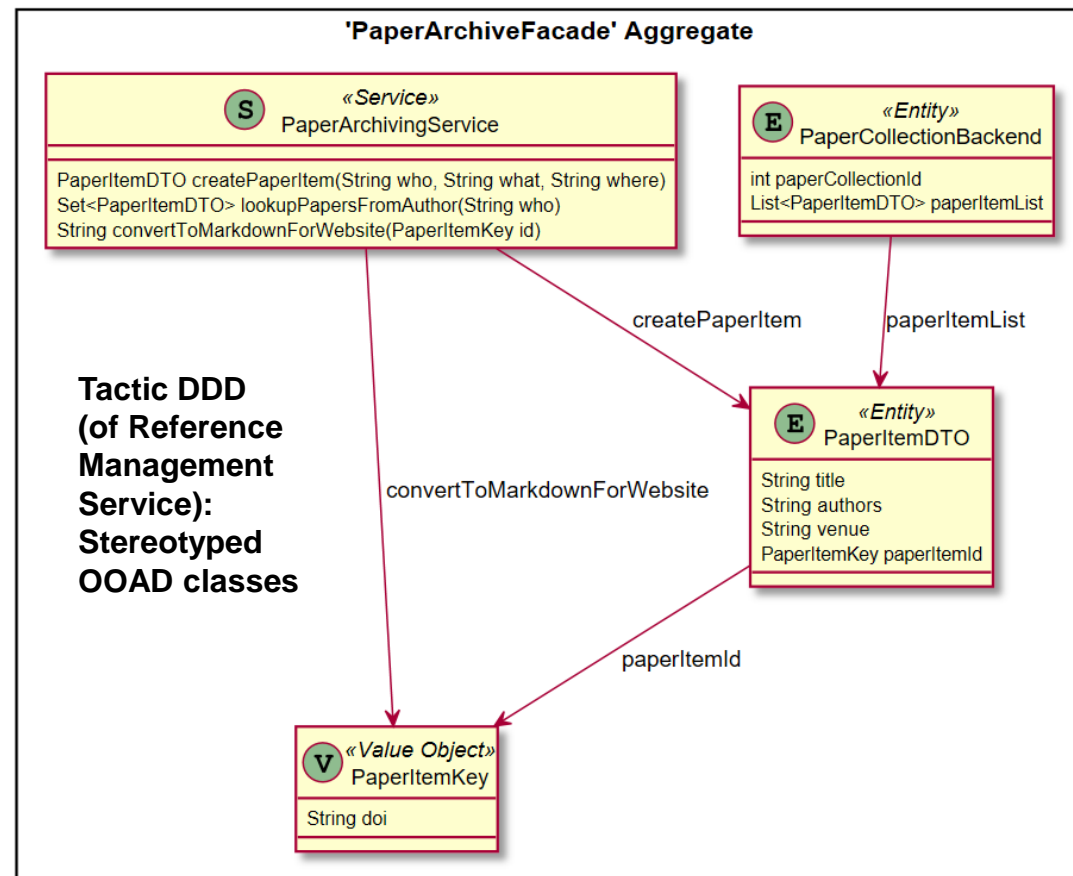 'PaperArchiveFacade' Aggregate
S
«Service»
PaperArchivingService
PaperItemDTO createPaperItem(String who, String what, String where)
Set<PaperItemDTO> lookupPapersFromAuthor(String who)
String convertToMarkdownForWebsite(PaperItemKey id)
E
«Entity»
PaperCollectionBackend
int paperCollectionId
List<PaperItemDTO> paperItemList
createPaperItem
paperItemList
Tactic DDD
(of Reference
Management
Service):
Stereotyped
OOAD classes
convertToMarkdownForWebsite
E
«Entity»
PaperItemDTO
String title
String authors
String venue
PaperItemKey paperItemId
paperItemId
V
«Value Object»
PaperItemKey
String doi